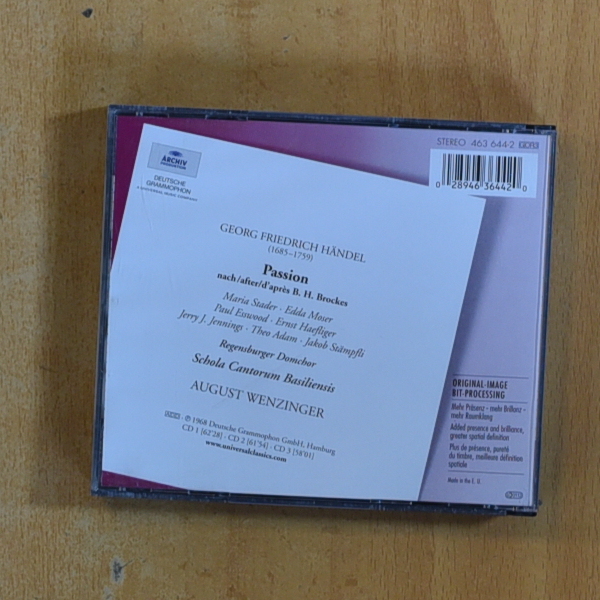 STEREO 463 644-2
0 28946 36442 0
ARCHIV
PRODUKTION
DEUTSCHE
GRAMMOPHON
A UNIVERSAL MUSIC COMPANY
GEORG FRIEDRICH HÄNDEL
(1685–1759)
Passion
nach/after/d'après B. H. Brockes
Maria Stader · Edda Moser
Paul Esswood · Ernst Haefliger
Jerry J. Jennings · Theo Adam · Jakob Stämpfli
Regensburger Domchor
Schola Cantorum Basiliensis
AUGUST WENZINGER
℗ 1968 Deutsche Grammophon GmbH, Hamburg
CD 1 [62'28] · CD 2 [61'54] · CD 3 [58'01]
www.universalclassics.com
ORIGINAL-IMAGE
BIT-PROCESSING
Mehr Präsenz - mehr Brillanz -
mehr Raumklang
Added presence and brilliance,
greater spatial definition
Plus de présence, pureté
du timbre, meilleure définition
spatiale
Made in the E. U.